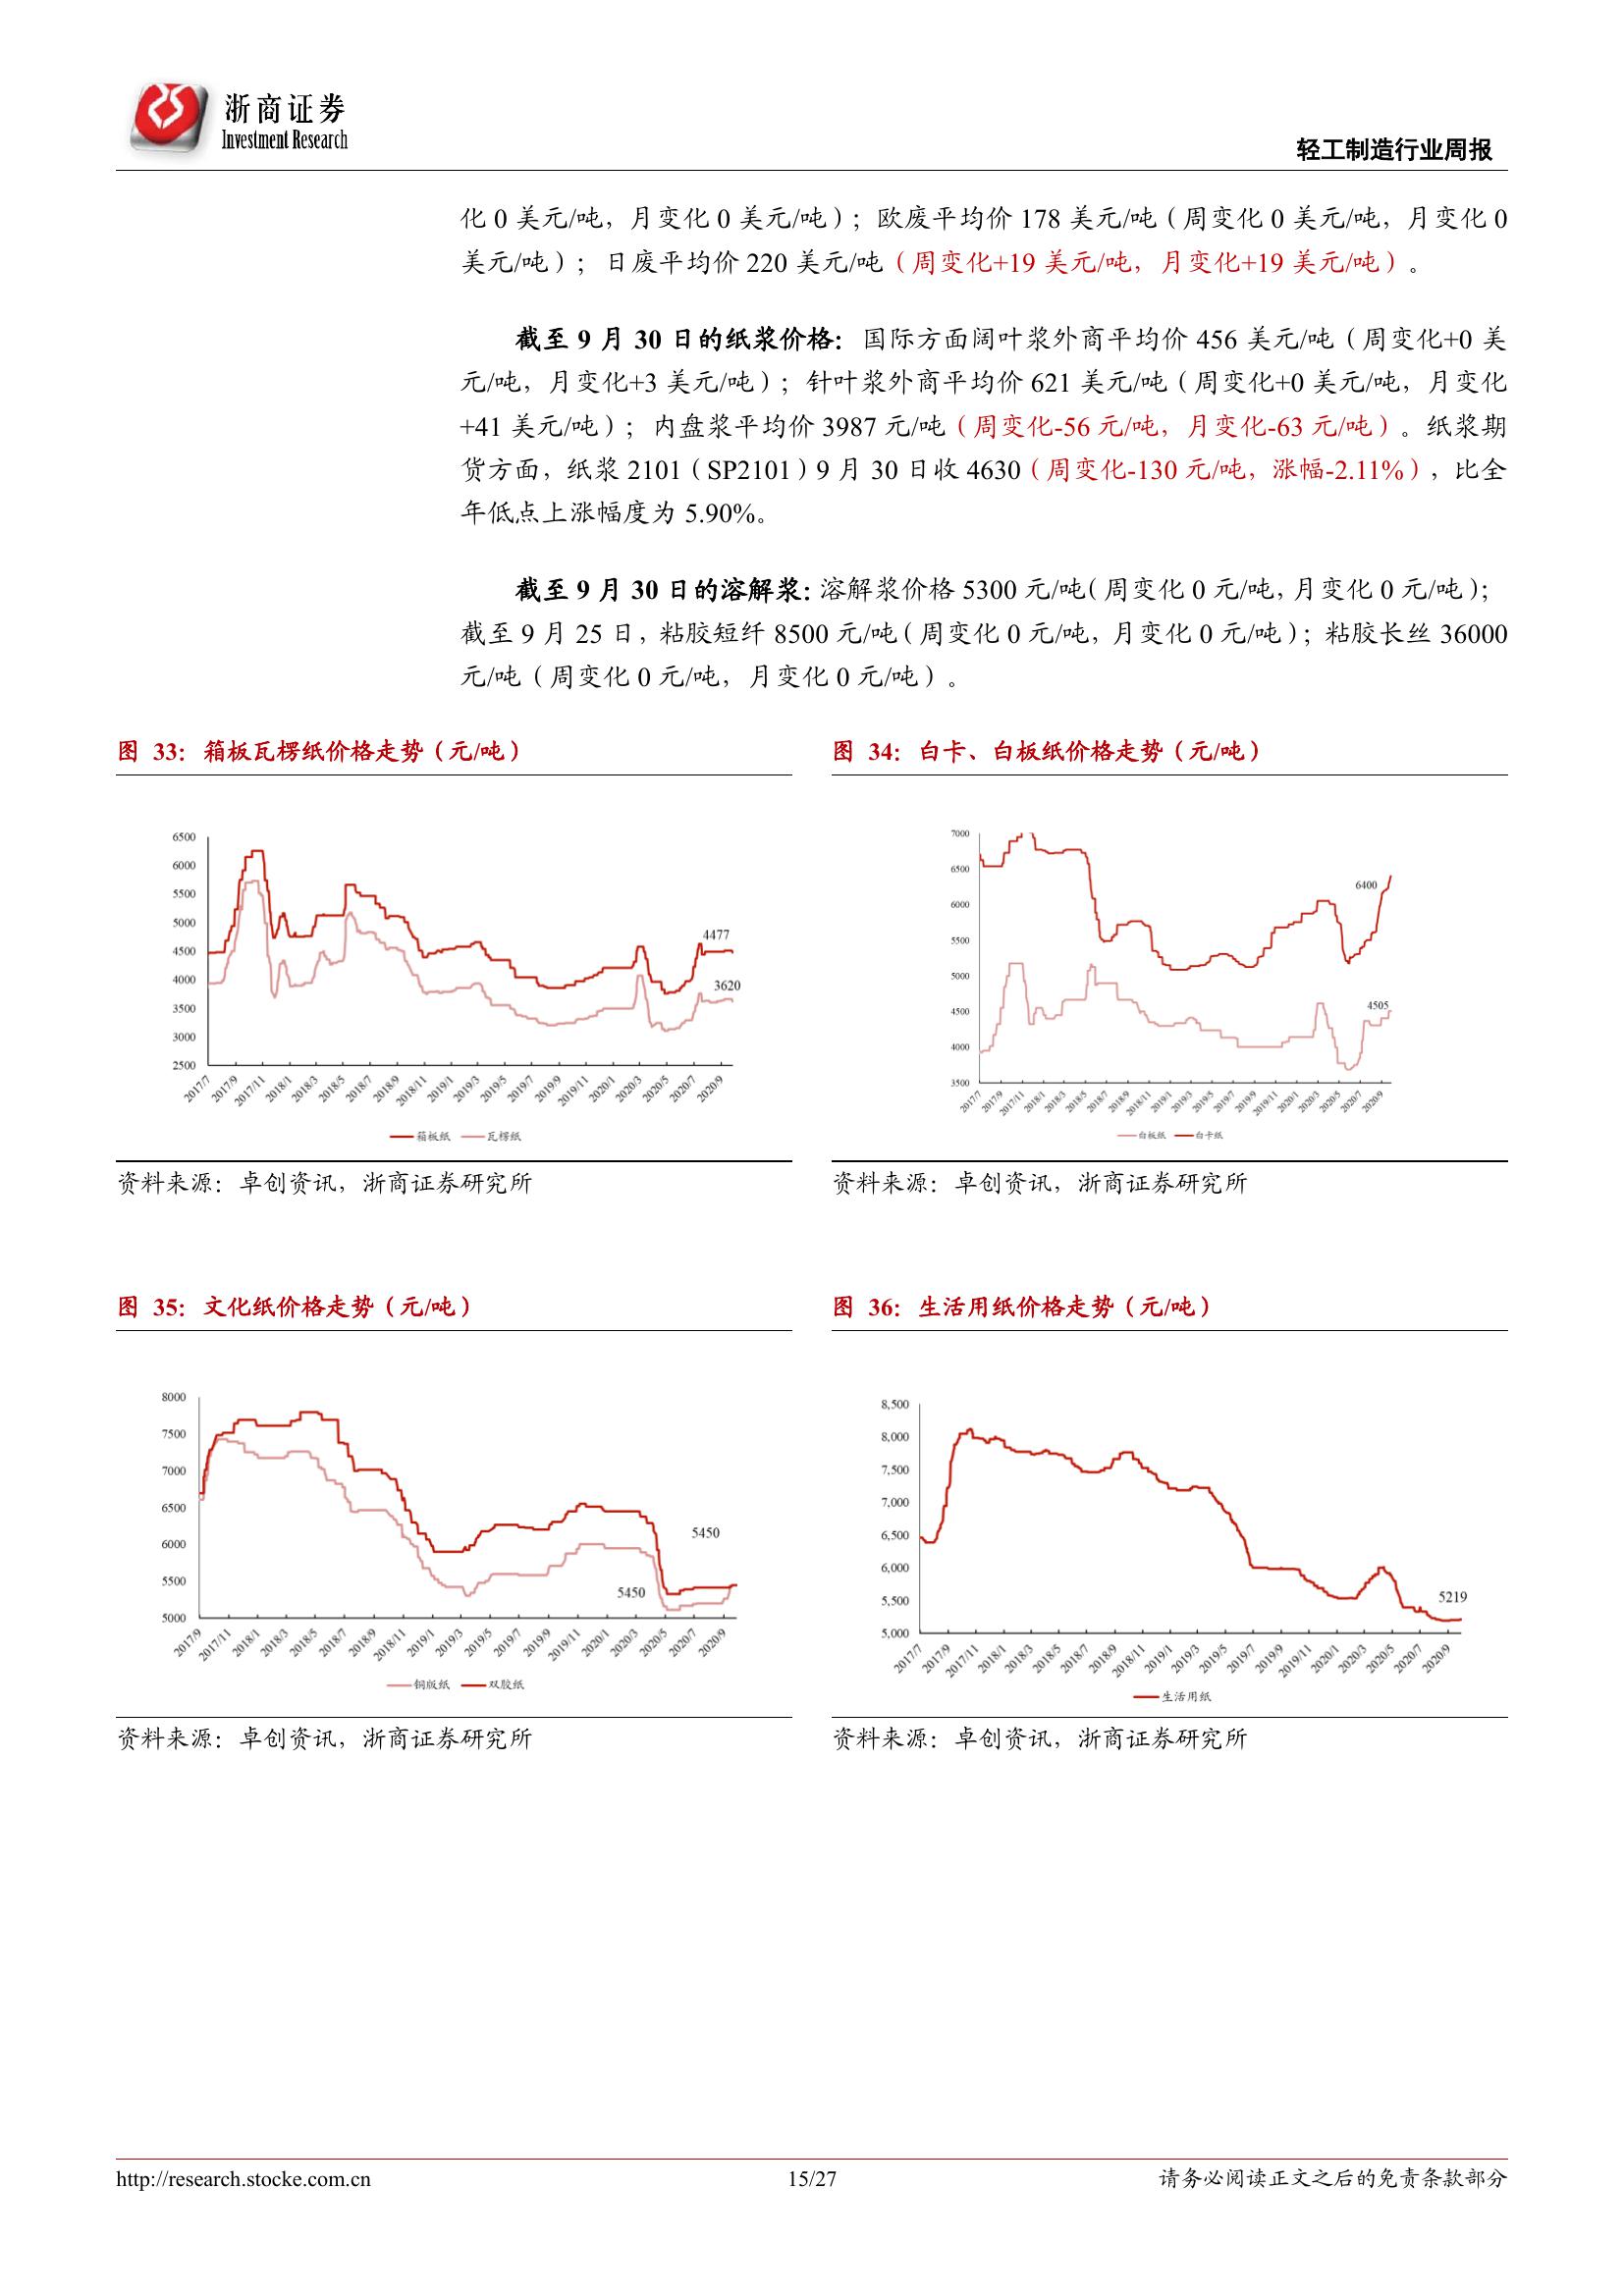 浙商证券
Investment Research
轻工制造行业周报
化 0 美元/吨，月变化 0 美元/吨）；欧废平均价 178 美元/吨（周变化 0 美元/吨，月变化 0
美元/吨）；日废平均价 220 美元/吨（周变化+19 美元/吨，月变化+19 美元/吨）。
截至 9 月 30 日的纸浆价格：国际方面阔叶浆外商平均价 456 美元/吨（周变化+0 美
元/吨，月变化+3 美元/吨）；针叶浆外商平均价 621 美元/吨（周变化+0 美元/吨，月变化
+41 美元/吨）；内盘浆平均价 3987 元/吨（周变化-56 元/吨，月变化-63 元/吨）。纸浆期
货方面，纸浆 2101（SP2101）9 月 30 日收 4630（周变化-130 元/吨，涨幅-2.11%），比全
年低点上涨幅度为 5.90%。
截至 9 月 30 日的溶解浆：溶解浆价格 5300 元/吨（周变化 0 元/吨，月变化 0 元/吨）；
截至 9 月 25 日，粘胶短纤 8500 元/吨（周变化 0 元/吨，月变化 0 元/吨）；粘胶长丝 36000
元/吨（周变化 0 元/吨，月变化 0 元/吨）。
图 33：箱板瓦楞纸价格走势（元/吨）
6500
6000
5500
5000
4500
4000
3500
3000
2500
4477
3620
2017/7 2017/9 2017/11 2018/1 2018/3 2018/5 2018/7 2018/9 2018/11 2019/1 2019/3 2019/5 2019/7 2019/9 2019/11 2020/1 2020/3 2020/5 2020/7 2020/9
箱板纸 瓦楞纸
资料来源：卓创资讯，浙商证券研究所
图 34：白卡、白板纸价格走势（元/吨）
7000
6500
6000
5500
5000
4500
4000
3500
6400
4505
2017/7 2017/9 2017/11 2018/1 2018/3 2018/5 2018/7 2018/9 2018/11 2019/1 2019/3 2019/5 2019/7 2019/9 2019/11 2020/1 2020/3 2020/5 2020/7 2020/9
白板纸 白卡纸
资料来源：卓创资讯，浙商证券研究所
图 35：文化纸价格走势（元/吨）
8000
7500
7000
6500
6000
5500
5000
5450
5450
2017/9 2017/11 2018/1 2018/3 2018/5 2018/7 2018/9 2018/11 2019/1 2019/3 2019/5 2019/7 2019/9 2019/11 2020/1 2020/3 2020/5 2020/7 2020/9
铜版纸 双胶纸
资料来源：卓创资讯，浙商证券研究所
图 36：生活用纸价格走势（元/吨）
8,500
8,000
7,500
7,000
6,500
6,000
5,500
5,000
5219
2017/7 2017/9 2017/11 2018/1 2018/3 2018/5 2018/7 2018/9 2018/11 2019/1 2019/3 2019/5 2019/7 2019/9 2019/11 2020/1 2020/3 2020/5 2020/7 2020/9
生活用纸
资料来源：卓创资讯，浙商证券研究所
http://research.stocke.com.cn
15/27
请务必阅读正文之后的免责条款部分